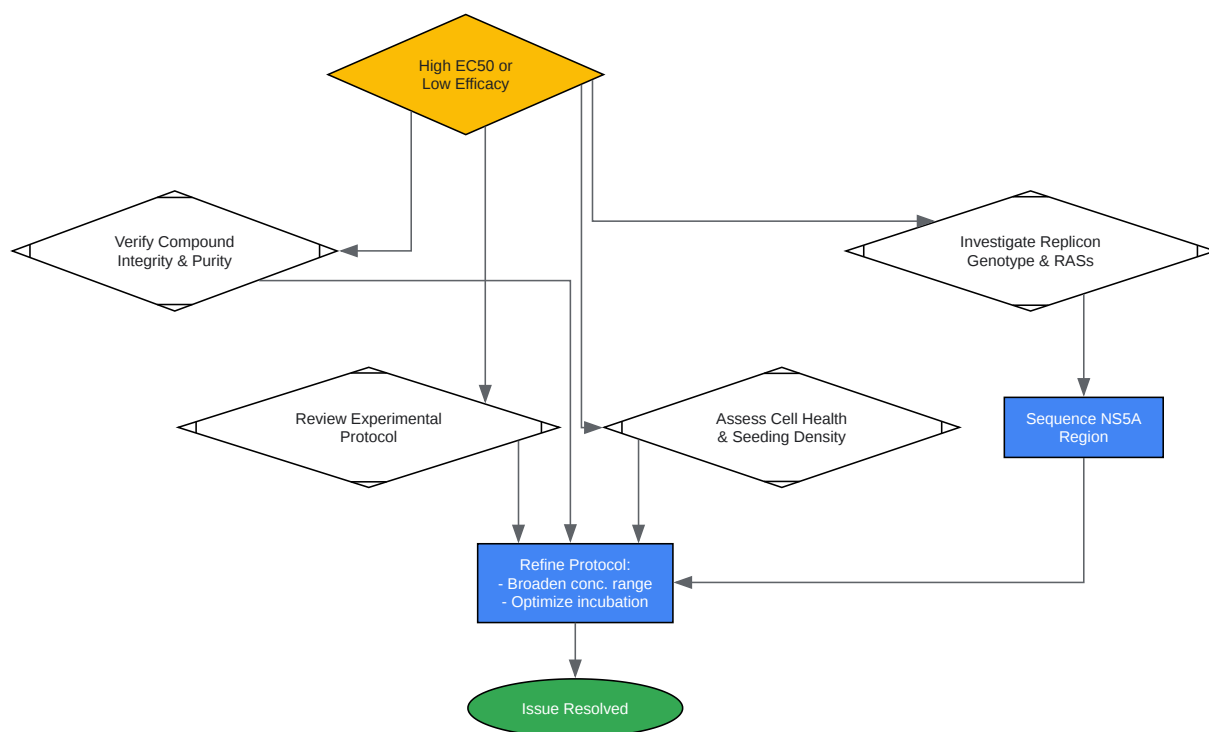 High EC50 or
Low Efficacy
Verify Compound
Integrity & Purity
Investigate Replicon
Genotype & RASs
Review Experimental
Protocol
Assess Cell Health
& Seeding Density
Sequence NS5A
Region
Refine Protocol:
- Broaden conc. range
- Optimize incubation
Issue Resolved